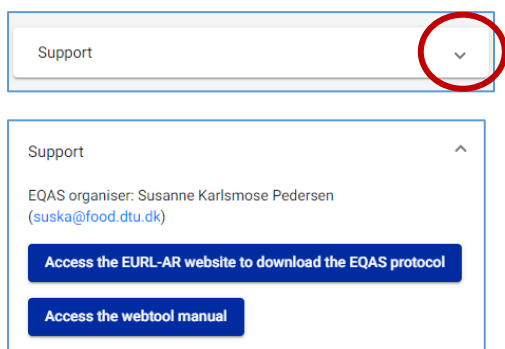 Support
Support
EQAS organiser: Susanne Karlsmose Pedersen
(suska@food.dtu.dk)
Access the EURL-AR website to download the EQAS protocol
Access the webtool manual